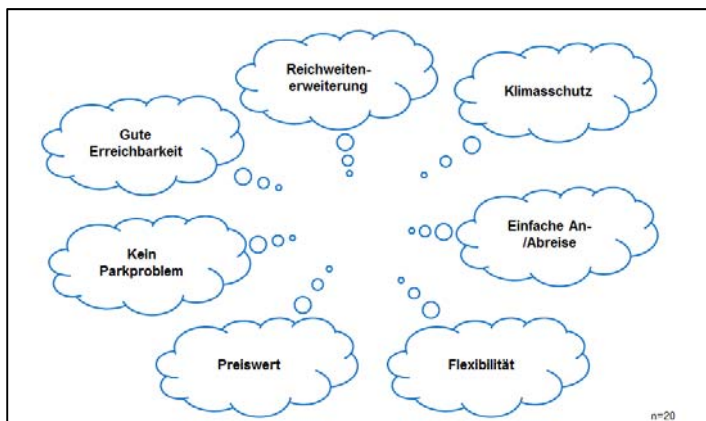 Reichweiten-
erweiterung
Klimasschutz
Gute
Erreichbarkeit
Einfache An-
/Abreise
Kein
Parkproblem
Preiswert
Flexibilität
n=20